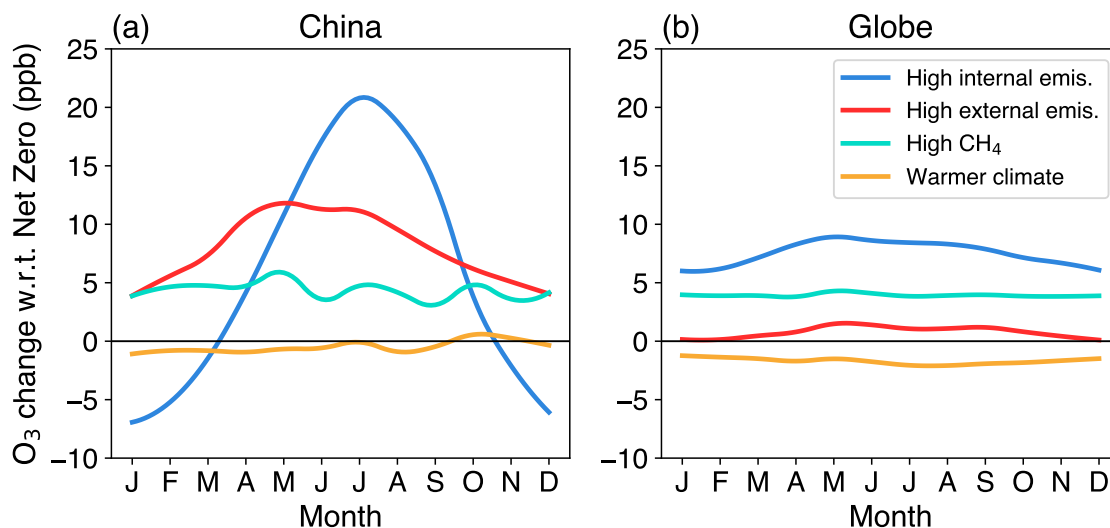 (a) China
O₃ change w.r.t. Net Zero (ppb)
25
20
15
10
5
0
−5
−10
J F M A M J J A S O N D
Month
(b) Globe
25
20
15
10
5
0
−5
−10
High internal emis.
High external emis.
High CH₄
Warmer climate
J F M A M J J A S O N D
Month